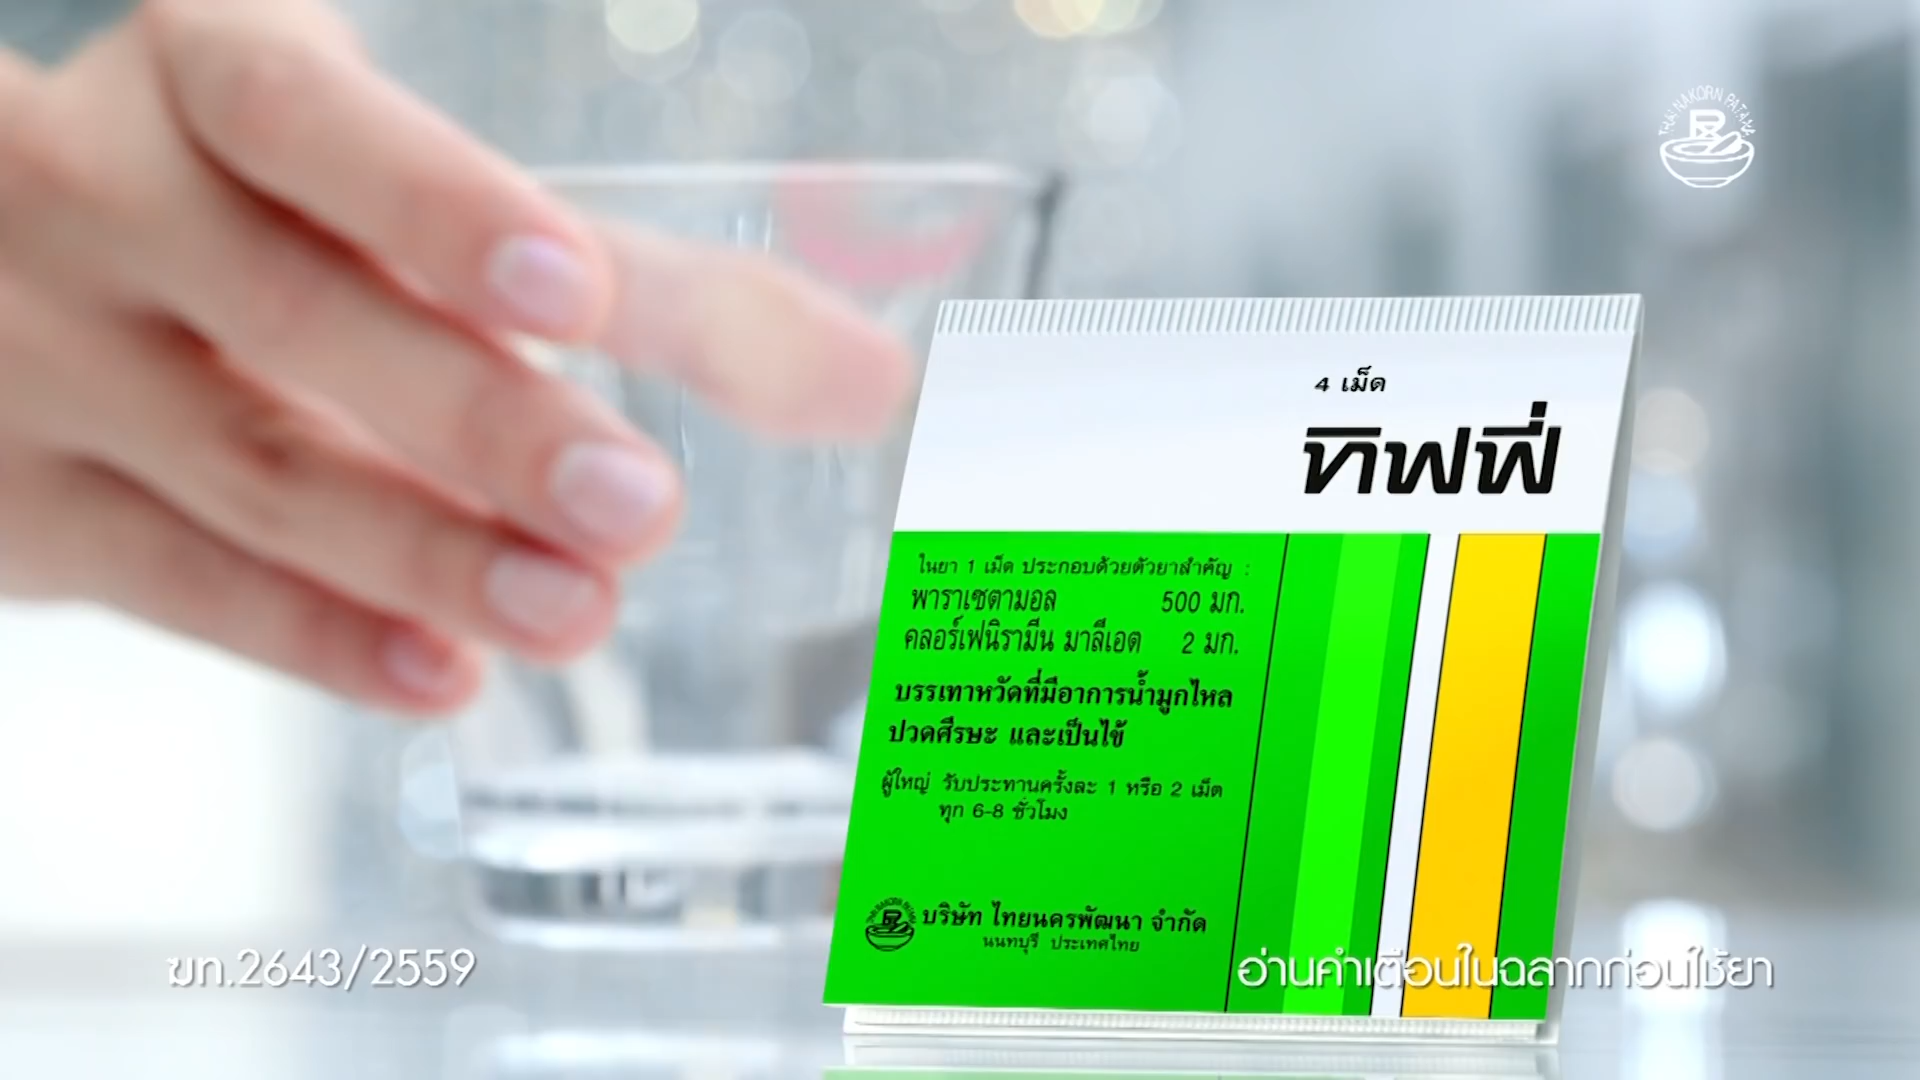 THAI NAKORN PATANA
4 เม็ด
ทิฟฟี่
ในยา 1 เม็ด ประกอบด้วยตัวยาสำคัญ :
พาราเซตามอล 500 มก.
คลอร์เฟนิรามีน มาลีเอต 2 มก.
บรรเทาหวัดที่มีอาการน้ำมูกไหล
ปวดศีรษะ และเป็นไข้
ผู้ใหญ่ รับประทานครั้งละ 1 หรือ 2 เม็ด
ทุก 6-8 ชั่วโมง
THAI NAKORN PATANA
บริษัท ไทยนครพัฒนา จำกัด
นนทบุรี ประเทศไทย
ฆท.2643/2559
อ่านคำเตือนในฉลากก่อนใช้ยา